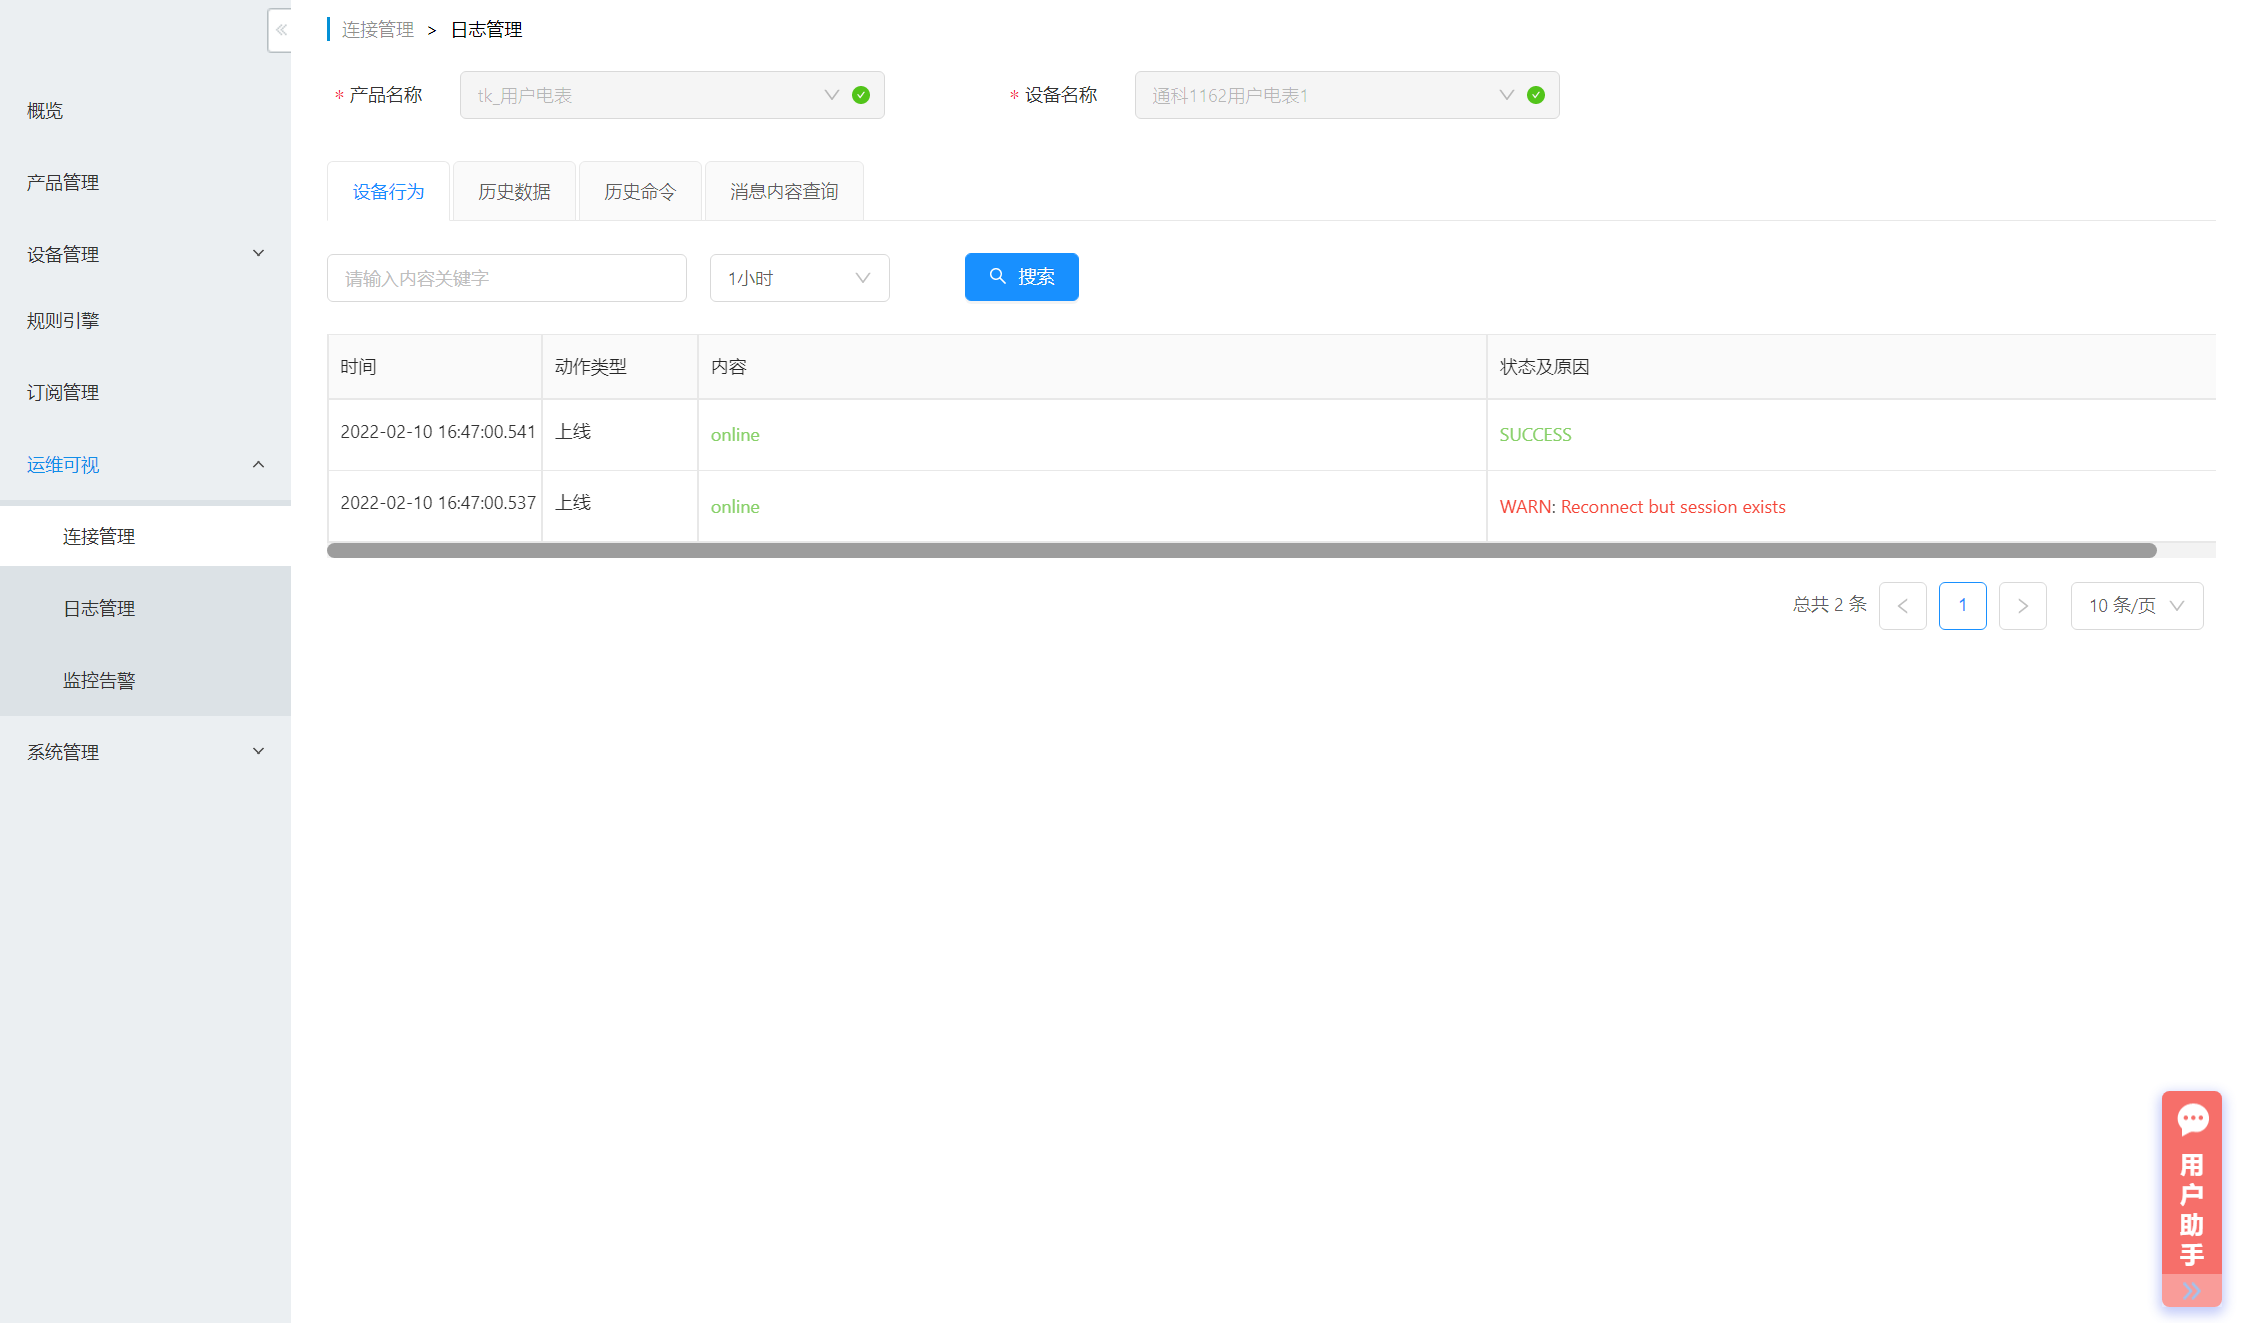 概览
产品管理
设备管理
规则引擎
订阅管理
运维可视
连接管理
日志管理
监控告警
系统管理
连接管理 > 日志管理
* 产品名称 tk_用户电表 * 设备名称 通科1162用户电表1
设备行为 历史数据 历史命令 消息内容查询
请输入内容关键字 1小时 搜索
时间 动作类型 内容 状态及原因
2022-02-10 16:47:00.541 上线 online SUCCESS
2022-02-10 16:47:00.537 上线 online WARN: Reconnect but session exists
总共 2 条 < 1 > 10 条/页
用户助手